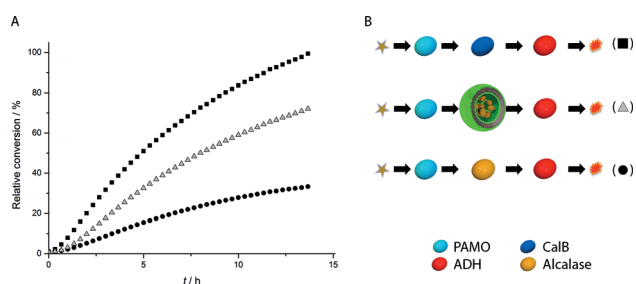 A
B
Relative conversion / %
100
80
60
40
20
0
0
5
10
15
t / h
(■)
(△)
(●)
PAMO
CalB
ADH
Alcalase